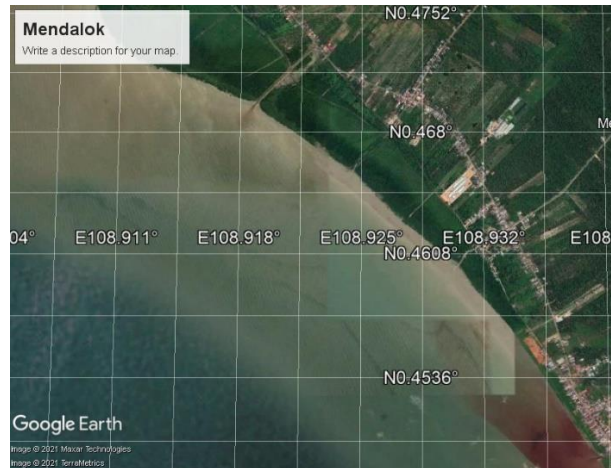 Mendalok
Write a description for your map.
N0.4752°
N0.468°
Me
04°
E108.911°
E108.918°
E108.925°
E108.932°
E108
N0.4608°
N0.4536°
Google Earth
Image © 2021 Maxar Technologies
Image © 2021 TerraMetrics